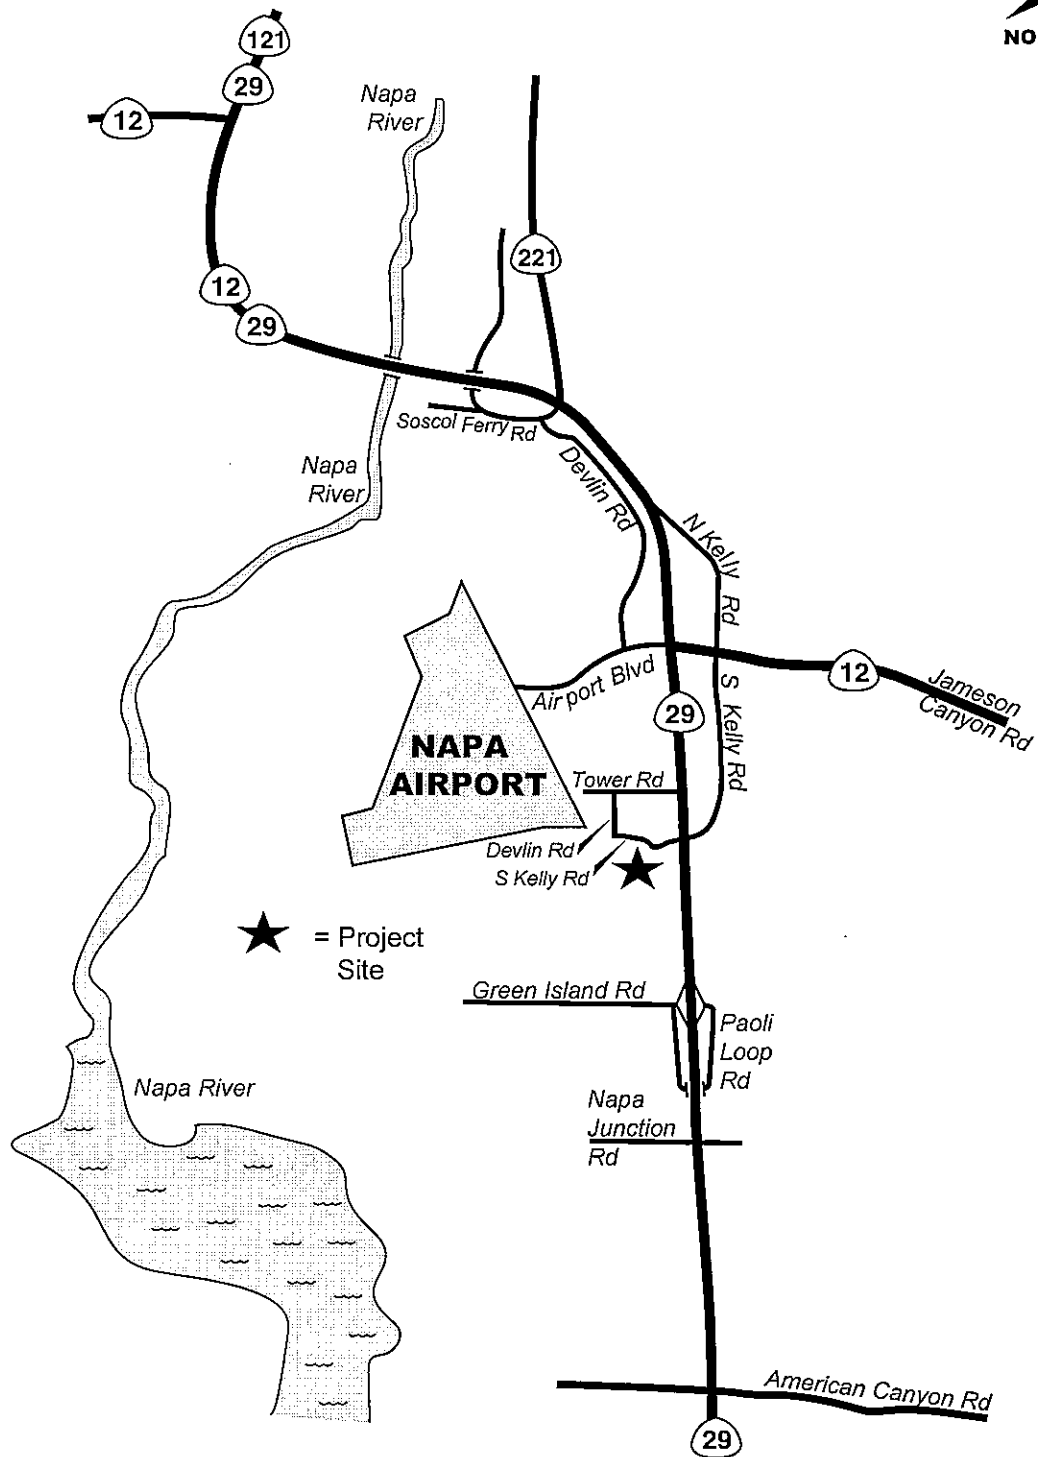 NO
121
29
12
Napa
River
221
12
29
Soscol Ferry Rd
Napa
River
Devlin Rd
N Kelly Rd
Airport Blvd
12
Jameson
Canyon Rd
S Kelly Rd
29
NAPA
AIRPORT
Tower Rd
Devlin Rd
S Kelly Rd
= Project
Site
Green Island Rd
Paoli
Loop
Rd
Napa River
Napa
Junction
Rd
American Canyon Rd
29